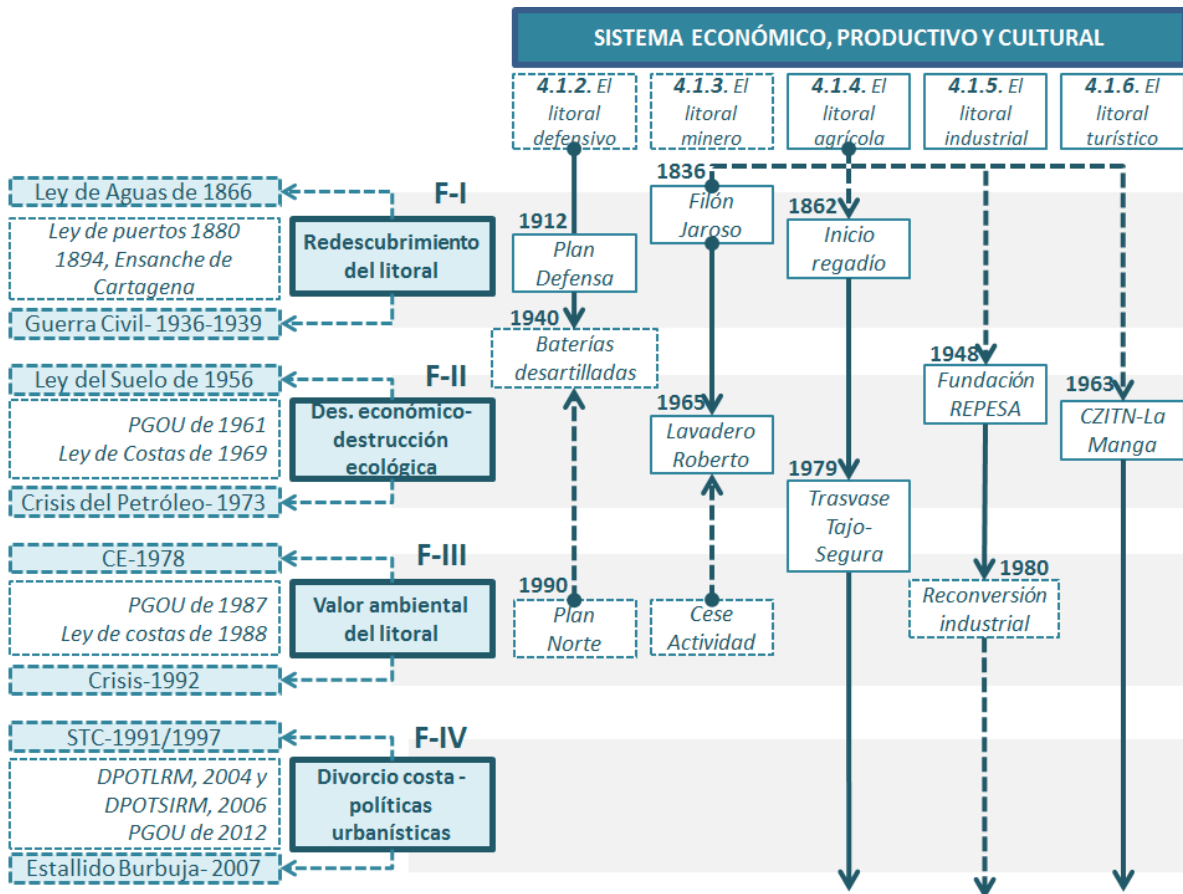 SISTEMA ECONÓMICO, PRODUCTIVO Y CULTURAL
4.1.2. El
litoral
defensivo
4.1.3. El
litoral
minero
4.1.4. El
litoral
agrícola
4.1.5. El
litoral
industrial
4.1.6. El
litoral
turístico
Ley de Aguas de 1866
Ley de puertos 1880
1894, Ensanche de
Cartagena
Guerra Civil- 1936-1939
F-I
Redescubrimiento
del litoral
Ley del Suelo de 1956
PGOU de 1961
Ley de Costas de 1969
Crisis del Petróleo- 1973
F-II
Des. económico-
destrucción
ecológica
CE-1978
PGOU de 1987
Ley de costas de 1988
Crisis-1992
F-III
Valor ambiental
del litoral
STC-1991/1997
DPOTLRM, 2004 y
DPOTSIRM, 2006
PGOU de 2012
Estallido Burbuja- 2007
F-IV
Divorcio costa -
políticas
urbanísticas
1912
Plan
Defensa
1940
Baterías
desartilladas
1990
Plan
Norte
1836
Filón
Jaroso
1965
Lavadero
Roberto
Cese
Actividad
1862
Inicio
regadío
1979
Trasvase
Tajo-
Segura
1948
Fundación
REPESA
1980
Reconversión
industrial
1963
CZITN-La
Manga